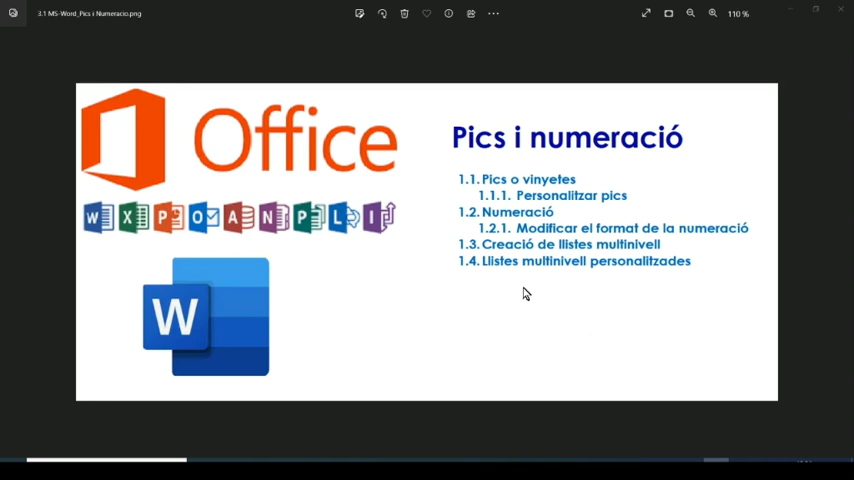 3.1 MS-Word_Pics i Numeracio.png
110 %
Office
W X P O A N P L I
W
Pics i numeració
1.1. Pics o vinyetes
1.1.1. Personalitzar pics
1.2. Numeració
1.2.1. Modificar el format de la numeració
1.3. Creació de llistes multinivell
1.4. Llistes multinivell personalitzades